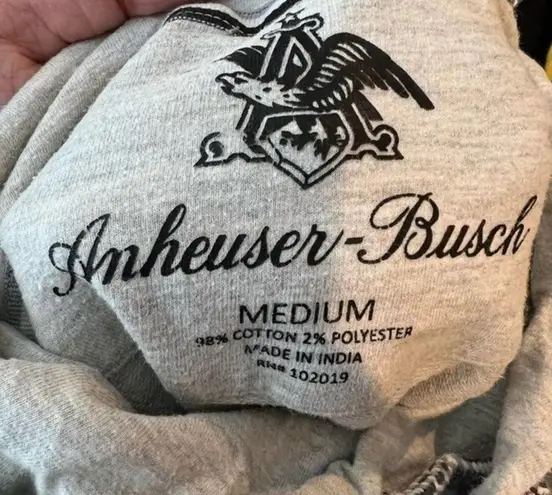 Anheuser-Busch
MEDIUM
98% COTTON 2% POLYESTER
MADE IN INDIA
RN# 102019